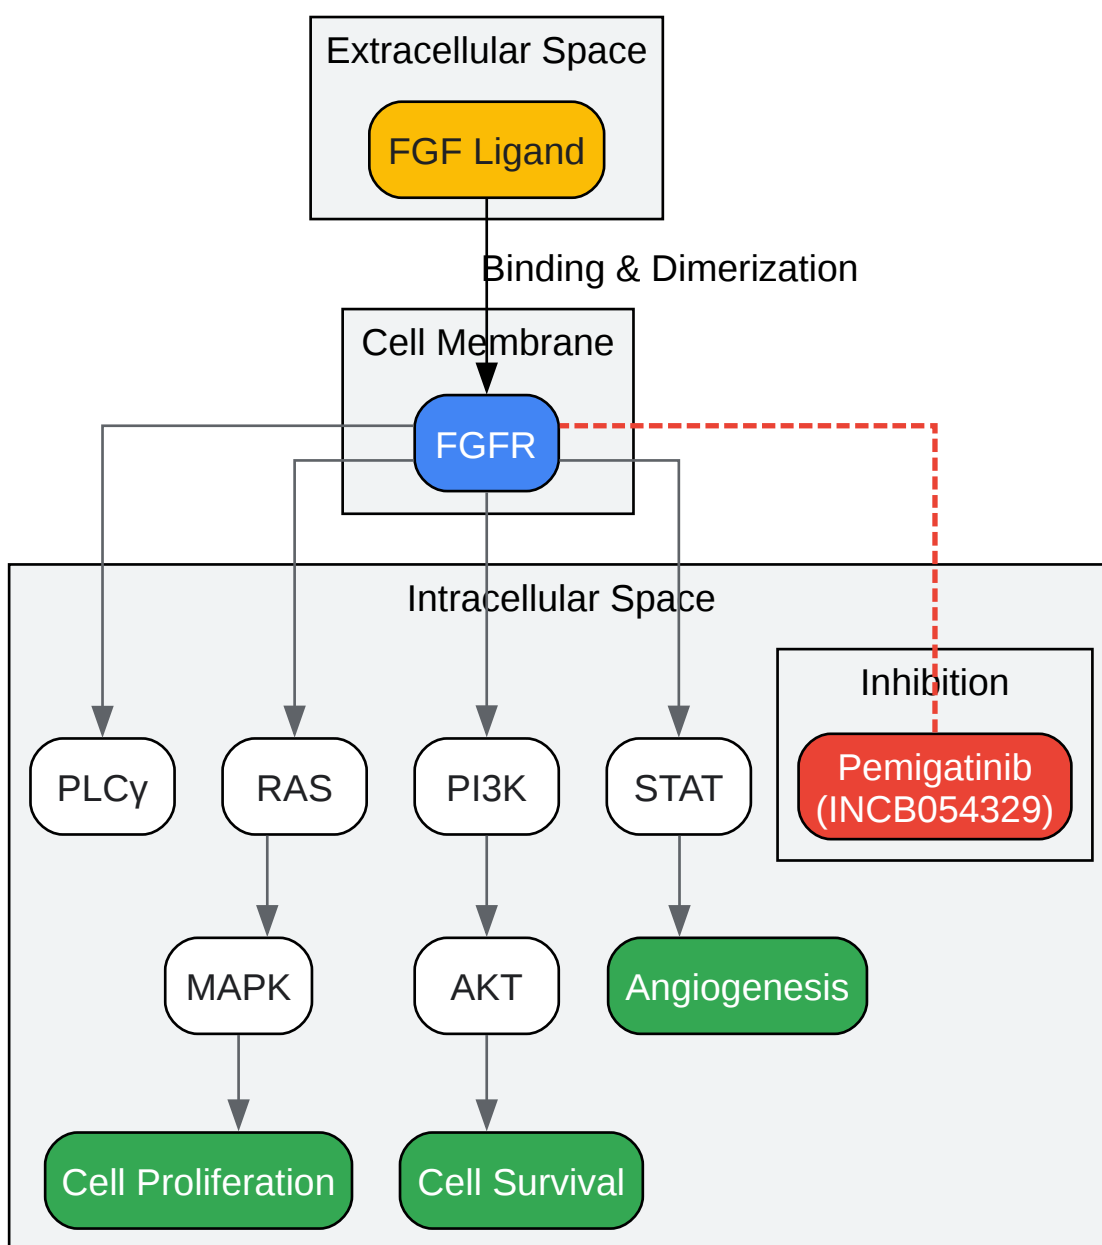 Extracellular Space
FGF Ligand
Binding & Dimerization
Cell Membrane
FGFR
Intracellular Space
Inhibition
PLCγ
RAS
PI3K
STAT
Pemigatinib
(INCB054329)
MAPK
AKT
Angiogenesis
Cell Proliferation
Cell Survival